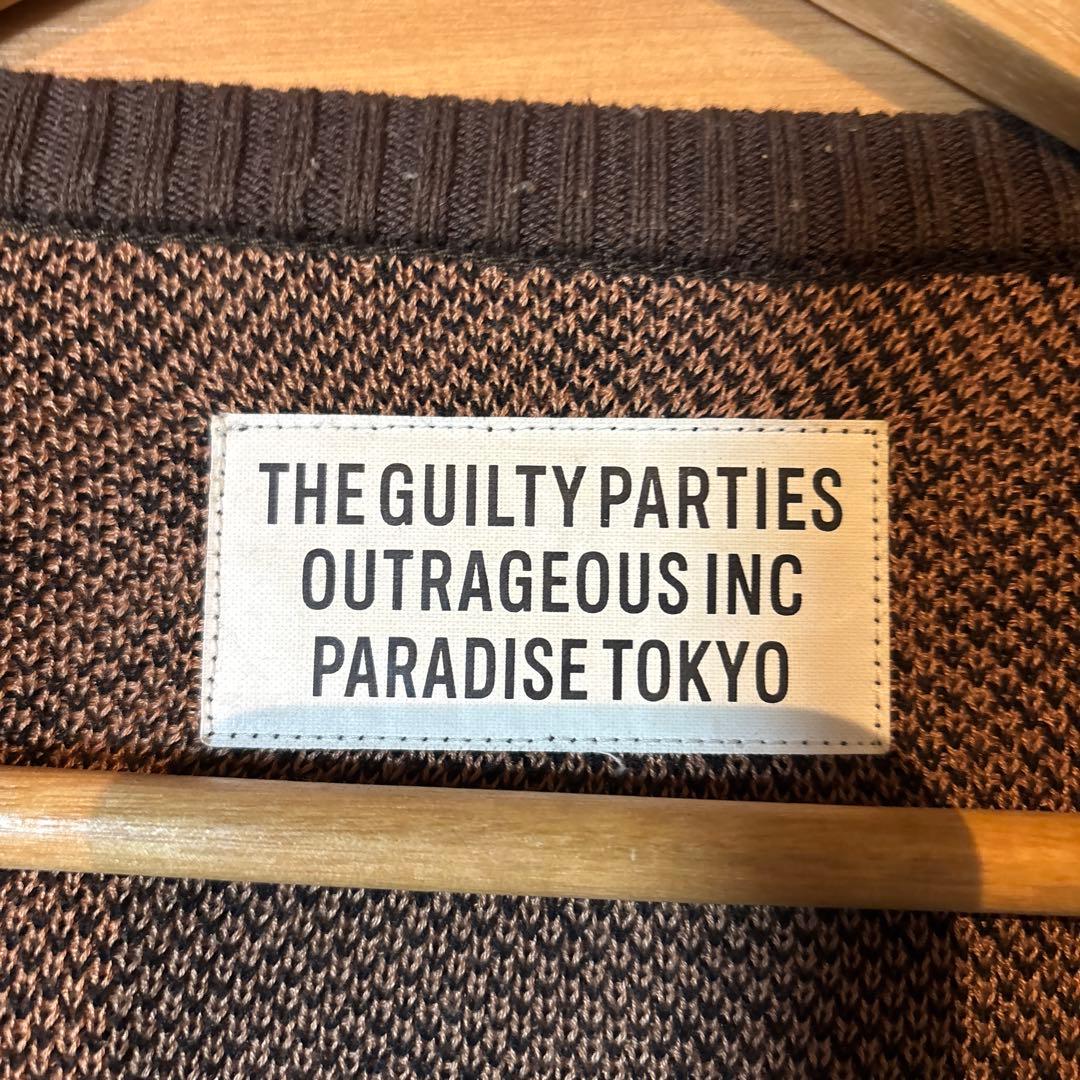 THE GUILTY PARTIES
OUTRAGEOUS INC
PARADISE TOKYO